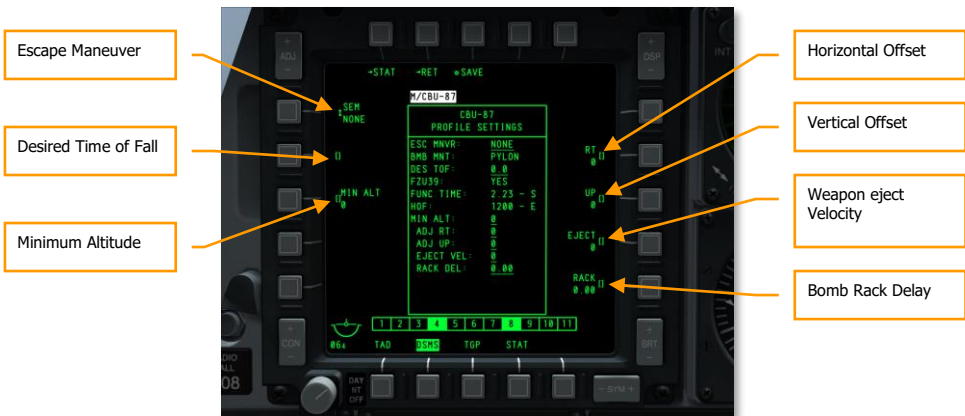 Escape Maneuver
Desired Time of Fall
Minimum Altitude
ADJ
DSP
INT
→STAT →RET ●SAVE
M/CBU-87
SEM
NONE
CBU-87
PROFILE SETTINGS
ESC MNVR: NONE
BMB MNT: PYLON
DES TOF: 0.0
FZU39: YES
FUNC TIME: 2.23 - S
HOF: 1200 - E
MIN ALT: 0
ADJ RT: 0
ADJ UP: 0
EJECT VEL: 0
RACK DEL: 0.00
MIN ALT
0
RT
0
UP
0
EJECT
0
RACK
0.00
1 2 3 4 5 6 7 8 9 10 11
TAD DSMS TGP STAT
CON
BRT
DAY
NT
OFF
- SYM +
08
Horizontal Offset
Vertical Offset
Weapon eject
Velocity
Bomb Rack Delay